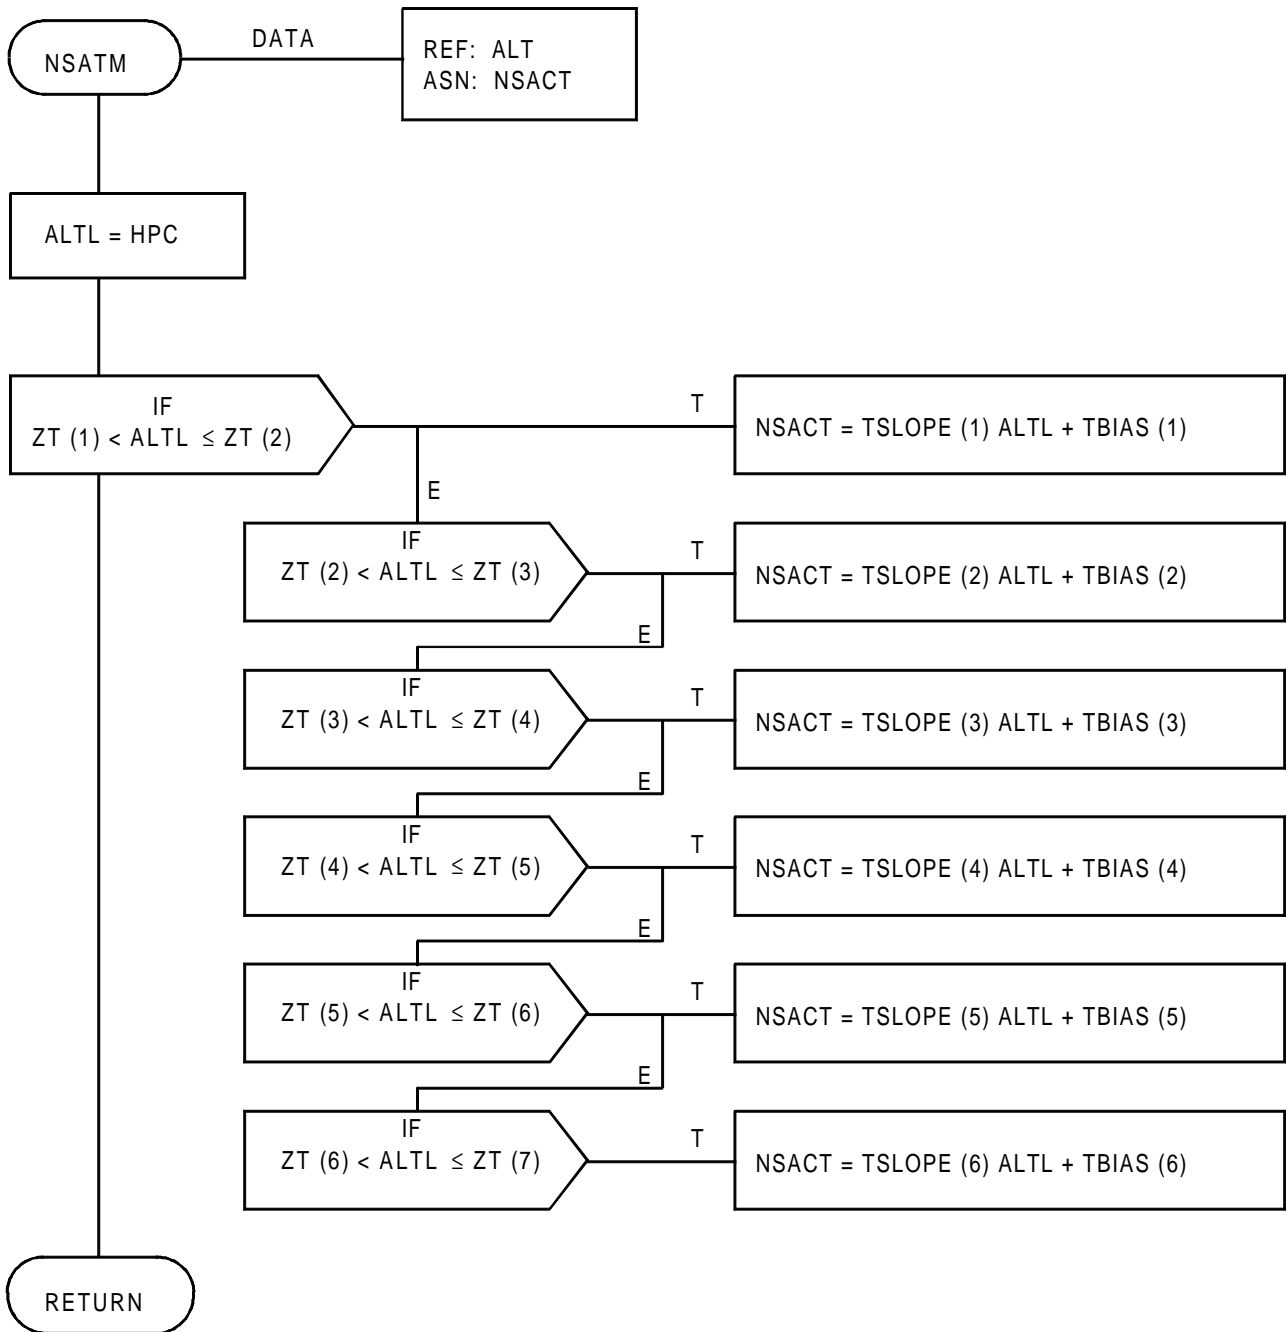 NSATM
DATA
REF: ALT
ASN: NSACT
ALTL = HPC
IF
ZT (1) < ALTL ≤ ZT (2)
T
NSACT = TSLOPE (1) ALTL + TBIAS (1)
E
IF
ZT (2) < ALTL ≤ ZT (3)
T
NSACT = TSLOPE (2) ALTL + TBIAS (2)
E
IF
ZT (3) < ALTL ≤ ZT (4)
T
NSACT = TSLOPE (3) ALTL + TBIAS (3)
E
IF
ZT (4) < ALTL ≤ ZT (5)
T
NSACT = TSLOPE (4) ALTL + TBIAS (4)
E
IF
ZT (5) < ALTL ≤ ZT (6)
T
NSACT = TSLOPE (5) ALTL + TBIAS (5)
E
IF
ZT (6) < ALTL ≤ ZT (7)
T
NSACT = TSLOPE (6) ALTL + TBIAS (6)
RETURN